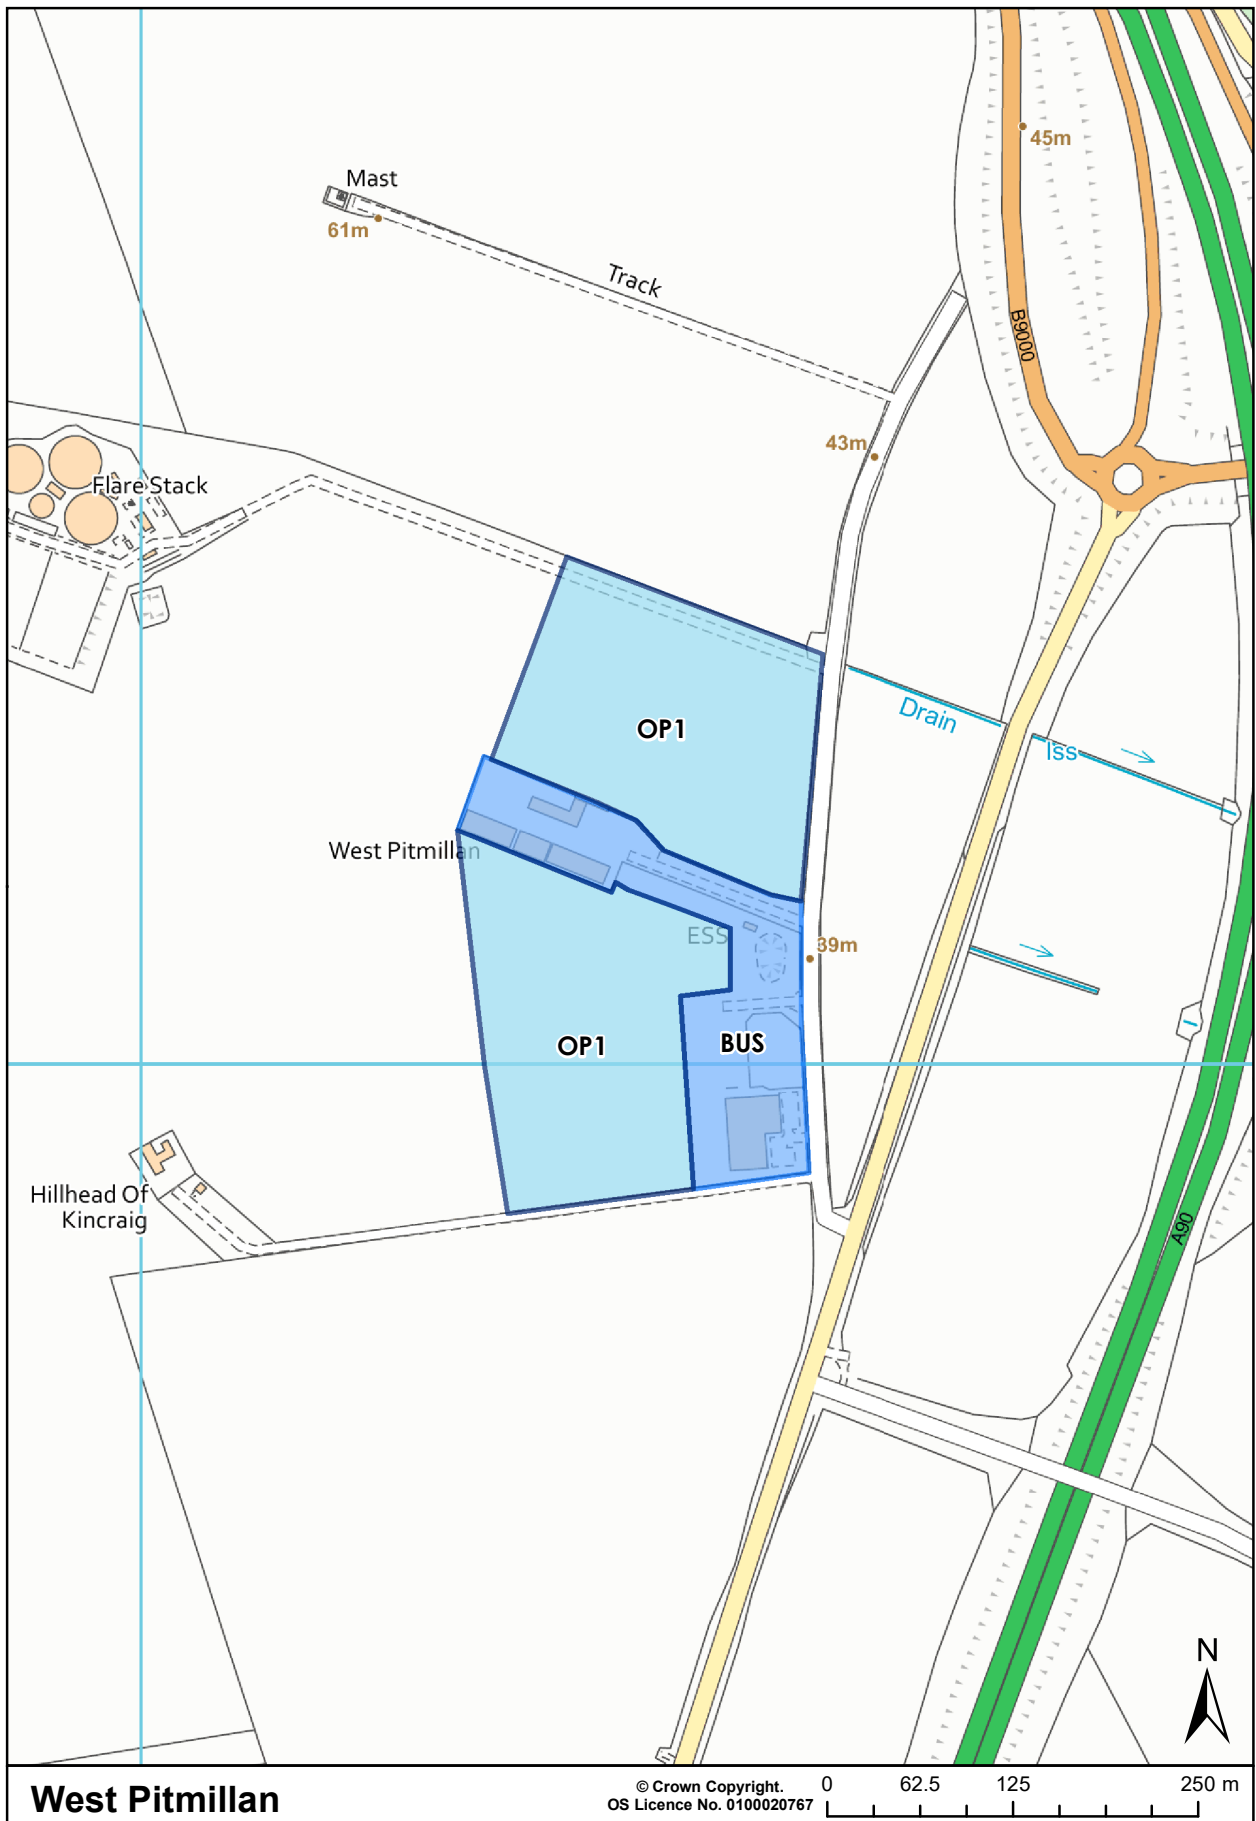 45m
Mast
61m
Track
B9000
43m
Flare Stack
OP1
Drain
Iss
West Pitmillan
ESS
39m
OP1
BUS
Hillhead Of
Kincraig
A90
N
West Pitmillan
© Crown Copyright.
OS Licence No. 0100020767
0 62.5 125 250 m